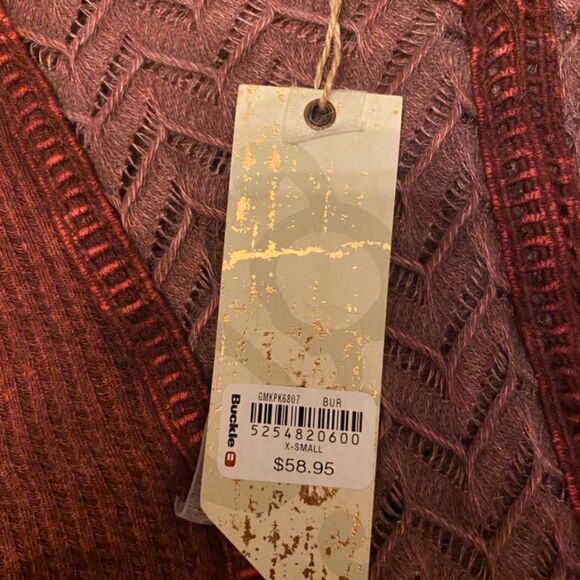 GMKPK6807 BUR
5254820600
X-SMALL
$58.95
Buckle B